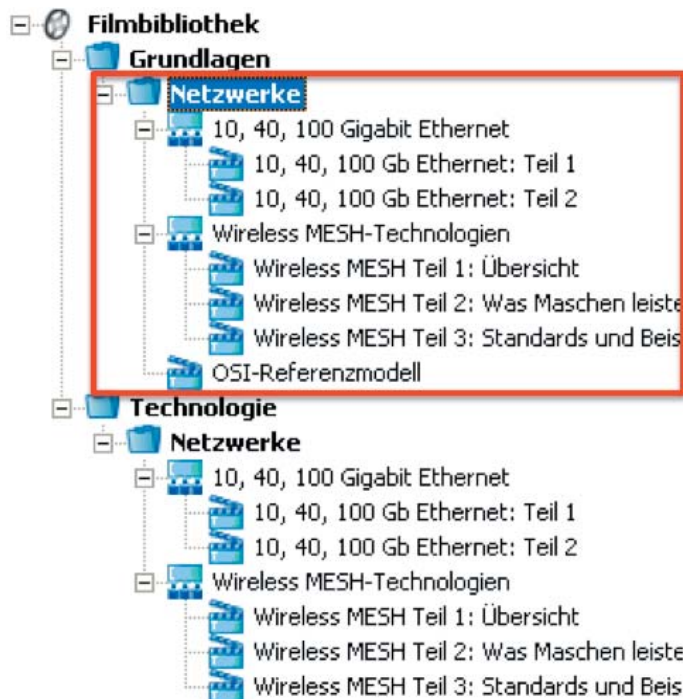 Filmbibliothek
Grundlagen
Netzwerke
10, 40, 100 Gigabit Ethernet
10, 40, 100 Gb Ethernet: Teil 1
10, 40, 100 Gb Ethernet: Teil 2
Wireless MESH-Technologien
Wireless MESH Teil 1: Übersicht
Wireless MESH Teil 2: Was Maschen leiste
Wireless MESH Teil 3: Standards und Beis
OSI-Referenzmodell
Technologie
Netzwerke
10, 40, 100 Gigabit Ethernet
10, 40, 100 Gb Ethernet: Teil 1
10, 40, 100 Gb Ethernet: Teil 2
Wireless MESH-Technologien
Wireless MESH Teil 1: Übersicht
Wireless MESH Teil 2: Was Maschen leiste
Wireless MESH Teil 3: Standards und Beis